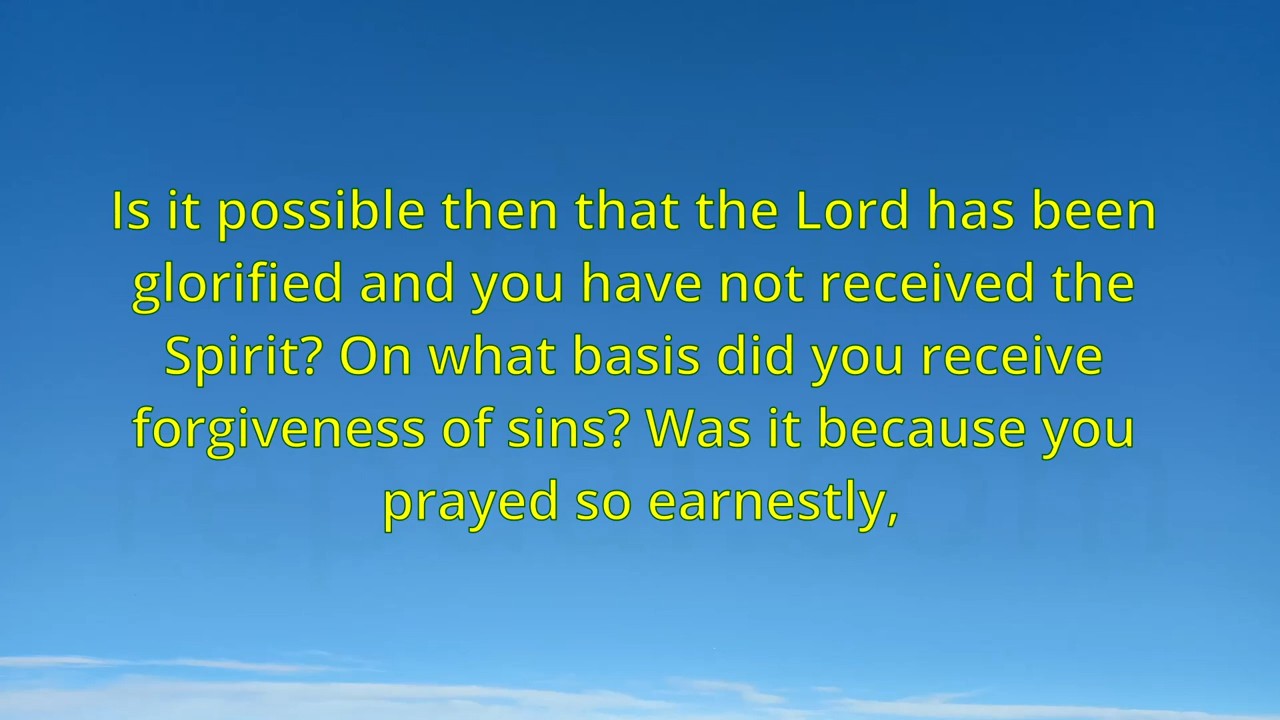 Is it possible then that the Lord has been
glorified and you have not received the
Spirit? On what basis did you receive
forgiveness of sins? Was it because you
prayed so earnestly,